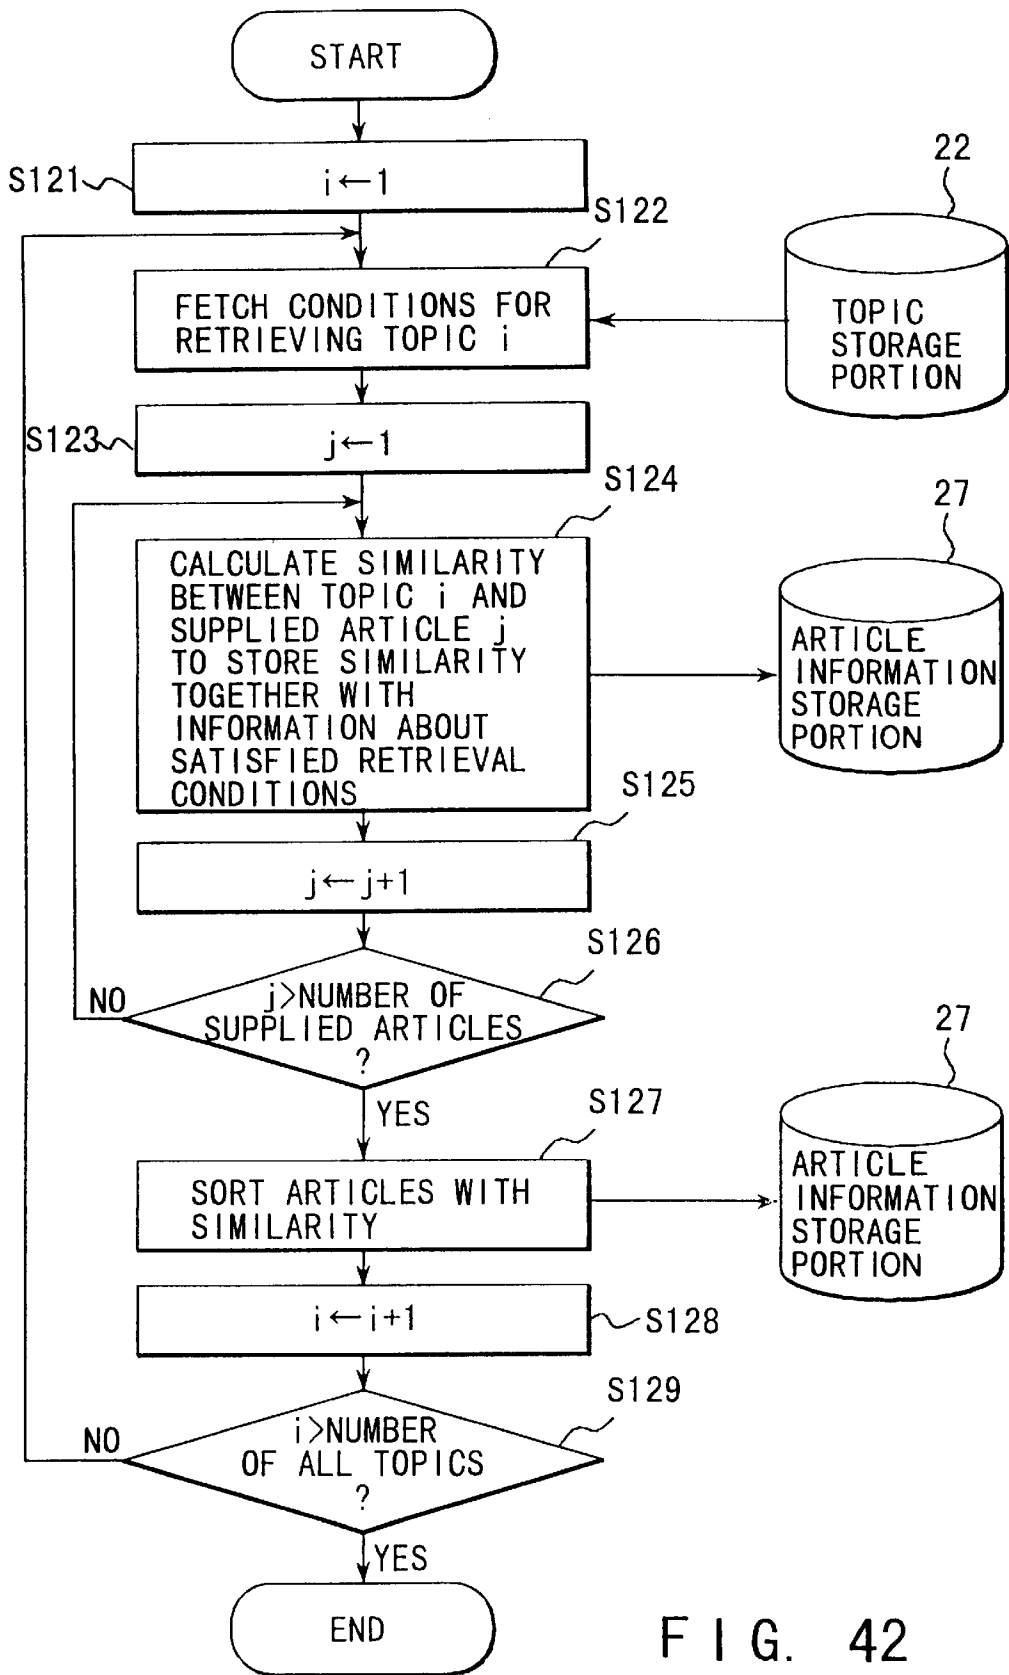 START
S121
i←1
22
S122
FETCH CONDITIONS FOR
RETRIEVING TOPIC i
TOPIC
STORAGE
PORTION
S123
j←1
S124
27
CALCULATE SIMILARITY
BETWEEN TOPIC i AND
SUPPLIED ARTICLE j
TO STORE SIMILARITY
TOGETHER WITH
INFORMATION ABOUT
SATISFIED RETRIEVAL
CONDITIONS
ARTICLE
INFORMATION
STORAGE
PORTION
S125
j←j+1
S126
NO
j>NUMBER OF
SUPPLIED ARTICLES
?
YES
27
S127
SORT ARTICLES WITH
SIMILARITY
ARTICLE
INFORMATION
STORAGE
PORTION
i←i+1
S128
S129
NO
i>NUMBER
OF ALL TOPICS
?
YES
END
FIG. 42